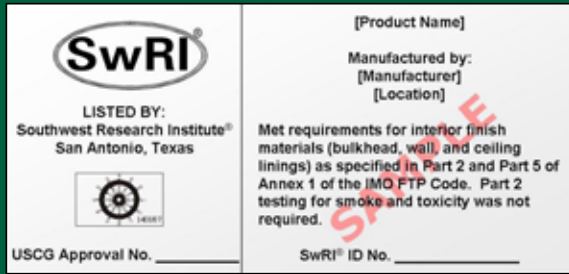 SwRI®
LISTED BY:
Southwest Research Institute®
San Antonio, Texas
USCG Approval No. ____________
[Product Name]
Manufactured by:
[Manufacturer]
[Location]
Met requirements for interior finish
materials (bulkhead, wall, and ceiling
linings) as specified in Part 2 and Part 5 of
Annex 1 of the IMO FTP Code. Part 2
testing for smoke and toxicity was not
required.
SwRI® ID No. ____________
SAMPLE